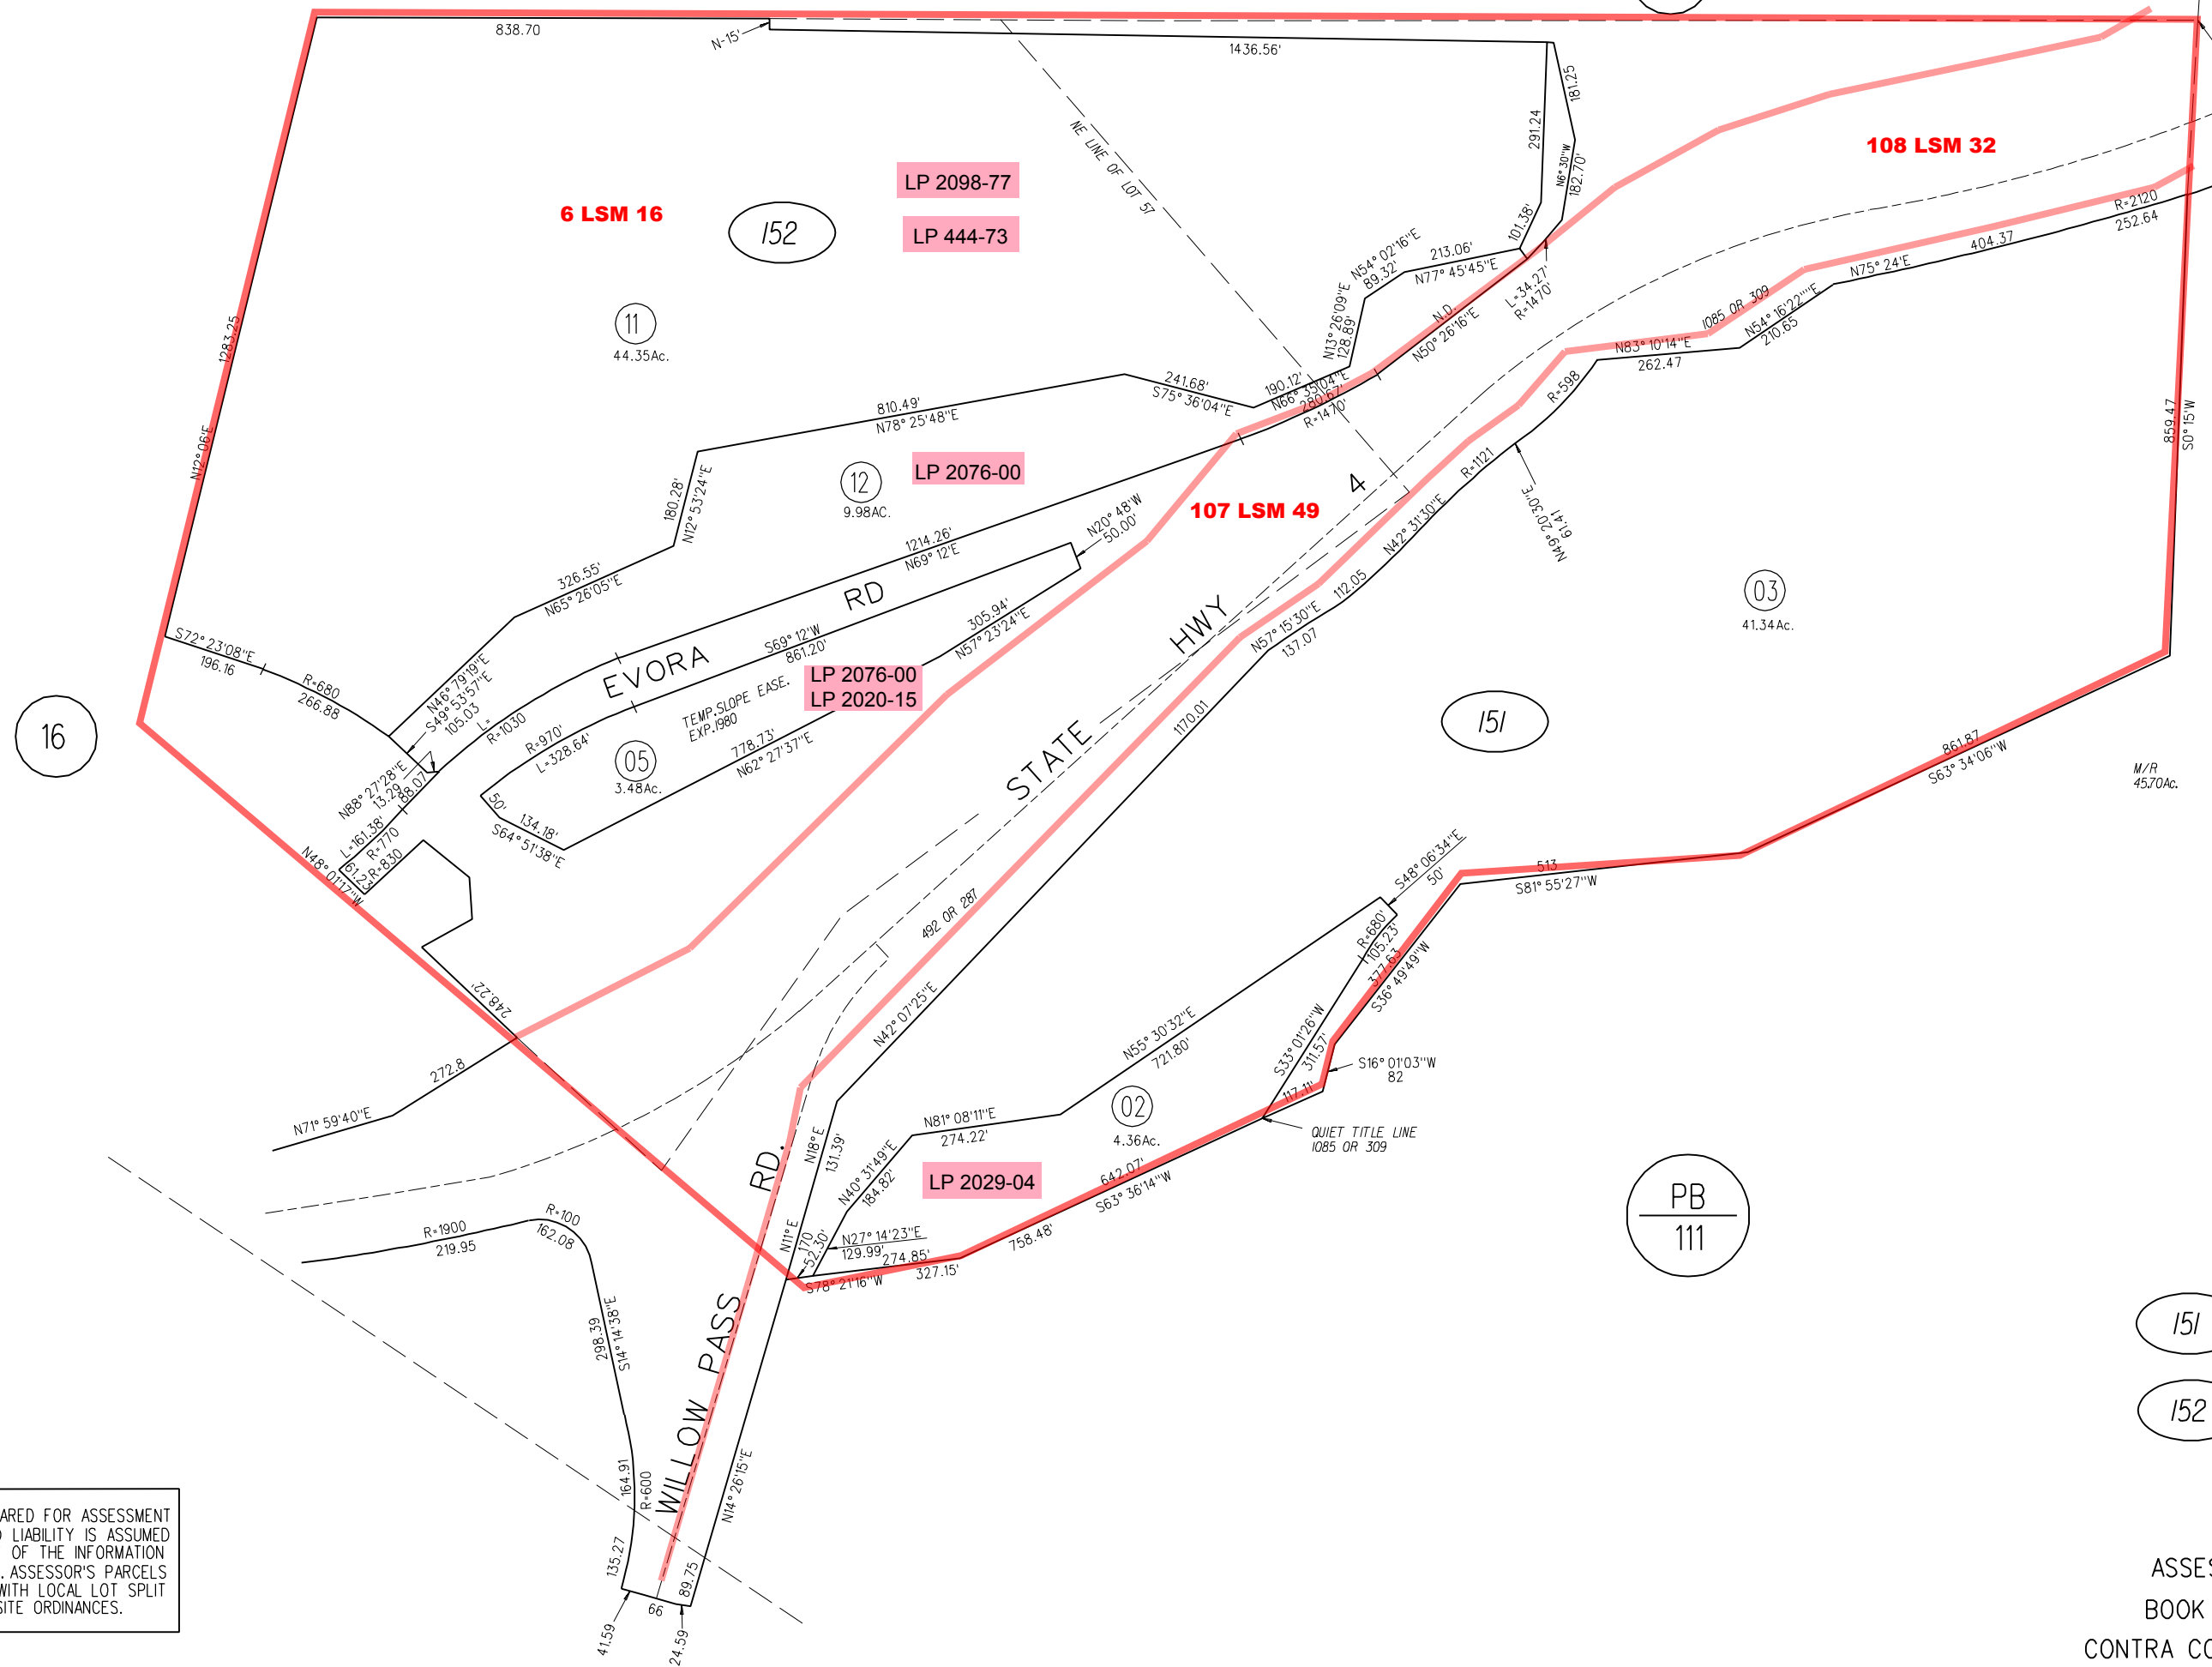 838.70
N-15'
1436.56'
181.25
291.24
N6° 30"W
182.70'
101.38'
NE LINE OF LOT 57
108 LSM 32
LP 2098-77
6 LSM 16
152
LP 444-73
R=2120
252.64
404.37
N75° 24'E
N54° 02'16"E
89.32'
213.06'
N77° 45'45"E
L=34.27'
R=1470'
1085 OR 309
N54° 16'22""E
210.65
11
44.35Ac.
1283.25
N12° 06'E
N13° 26'09"E
128.89'
N.D.
N50° 26'16"E
N83° 10'14"E
262.47
R=598
241.68'
S75° 36'04"E
190.12'
N66° 35'04"E
280.67'
R=1470'
810.49'
N78° 25'48"E
859.47
S0° 15'W
12
9.98AC.
LP 2076-00
180.28'
N12° 53'24"E
R=1121
4
107 LSM 49
N49° 20'30"E
61.41
N42° 31'30"E
N20° 48'W
50.00'
1214.26'
N69° 12'E
326.55'
N65° 26'05"E
EVORA RD
S69° 12'W
861.20'
305.94'
N57° 23'24"E
112.05
N57° 15'30"E
137.07
03
41.34Ac.
STATE HWY
S72° 23'08"E
196.16
R=680
266.88
N46° 79'19"E
S49° 53'57"E
105.03
L=
R=1030
TEMP.SLOPE EASE.
EXP.1980
LP 2076-00
LP 2020-15
16
R=970'
L=328.64'
05
3.48Ac.
778.73'
N62° 27'37"E
1170.01
151
861.87
S63° 34'06"W
M/R
45.70Ac.
N88° 27'28"E
13.29
88.07'
50'
134.18'
S64° 51'38"E
L=161.38'
R=770
R=830
61.23
N48° 01'17"W
S48° 06'34"E
50'
513
S81° 55'27"W
492 OR 287
R=680'
105.23'
377.63
S36° 49'49"W
248.22'
N42° 07'25"E
N55° 30'32"E
721.80'
S33° 01'26"W
311.57'
S16° 01'03"W
82
117.11'
272.8
N71° 59'40"E
02
4.36Ac.
N81° 08'11"E
274.22'
QUIET TITLE LINE
1085 OR 309
N18° E
131.39'
N40° 31'49"E
184.82'
LP 2029-04
642.07'
S63° 36'14"W
758.48'
PB
111
N11° E
170
52.30'
N27° 14'23"E
129.99'
274.85'
327.15'
S78° 21'16"W
R=1900
219.95
R=100
162.08
298.39
S14° 14'38"E
WILLOW PASS RD.
151
152
164.91
R=600
N14° 26'15"E
135.27
89.75
66
41.59
24.59
ARED FOR ASSESSMENT
LIABILITY IS ASSUMED
OF THE INFORMATION
. ASSESSOR'S PARCELS
WITH LOCAL LOT SPLIT
SITE ORDINANCES.
ASSES
BOOK
CONTRA CO